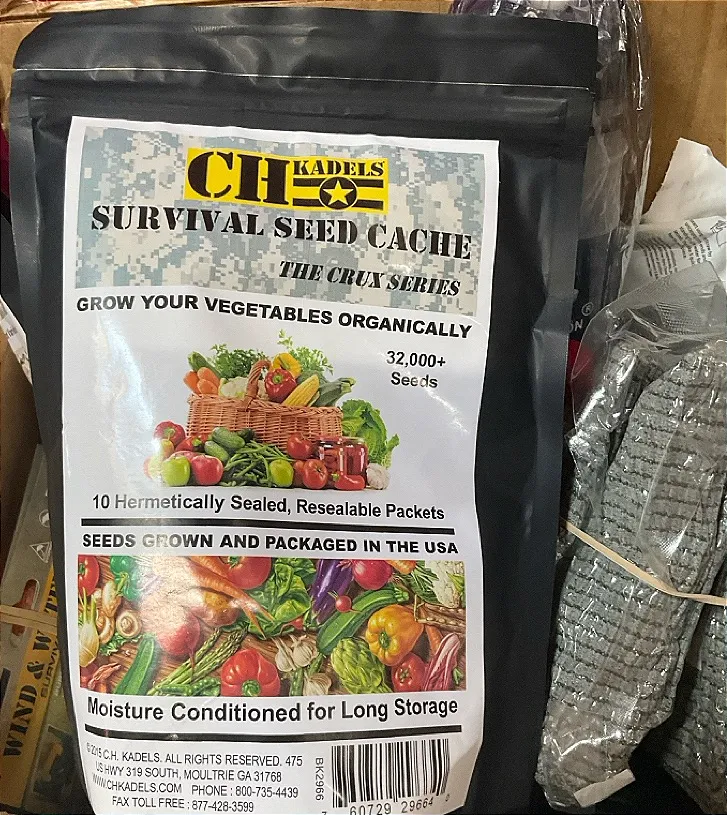 CH KADELS
SURVIVAL SEED CACHE
THE CRUX SERIES
GROW YOUR VEGETABLES ORGANICALLY
32,000+
Seeds
10 Hermetically Sealed, Resealable Packets
SEEDS GROWN AND PACKAGED IN THE USA
Moisture Conditioned for Long Storage
© 2015 C.H. KADELS. ALL RIGHTS RESERVED. 475
US HWY 319 SOUTH, MOULTRIE GA 31768
WWW.CHKADELS.COM PHONE : 800-735-4439
FAX TOLL FREE : 877-428-3599
BK2966
60729 29664
WIND & W
ON®